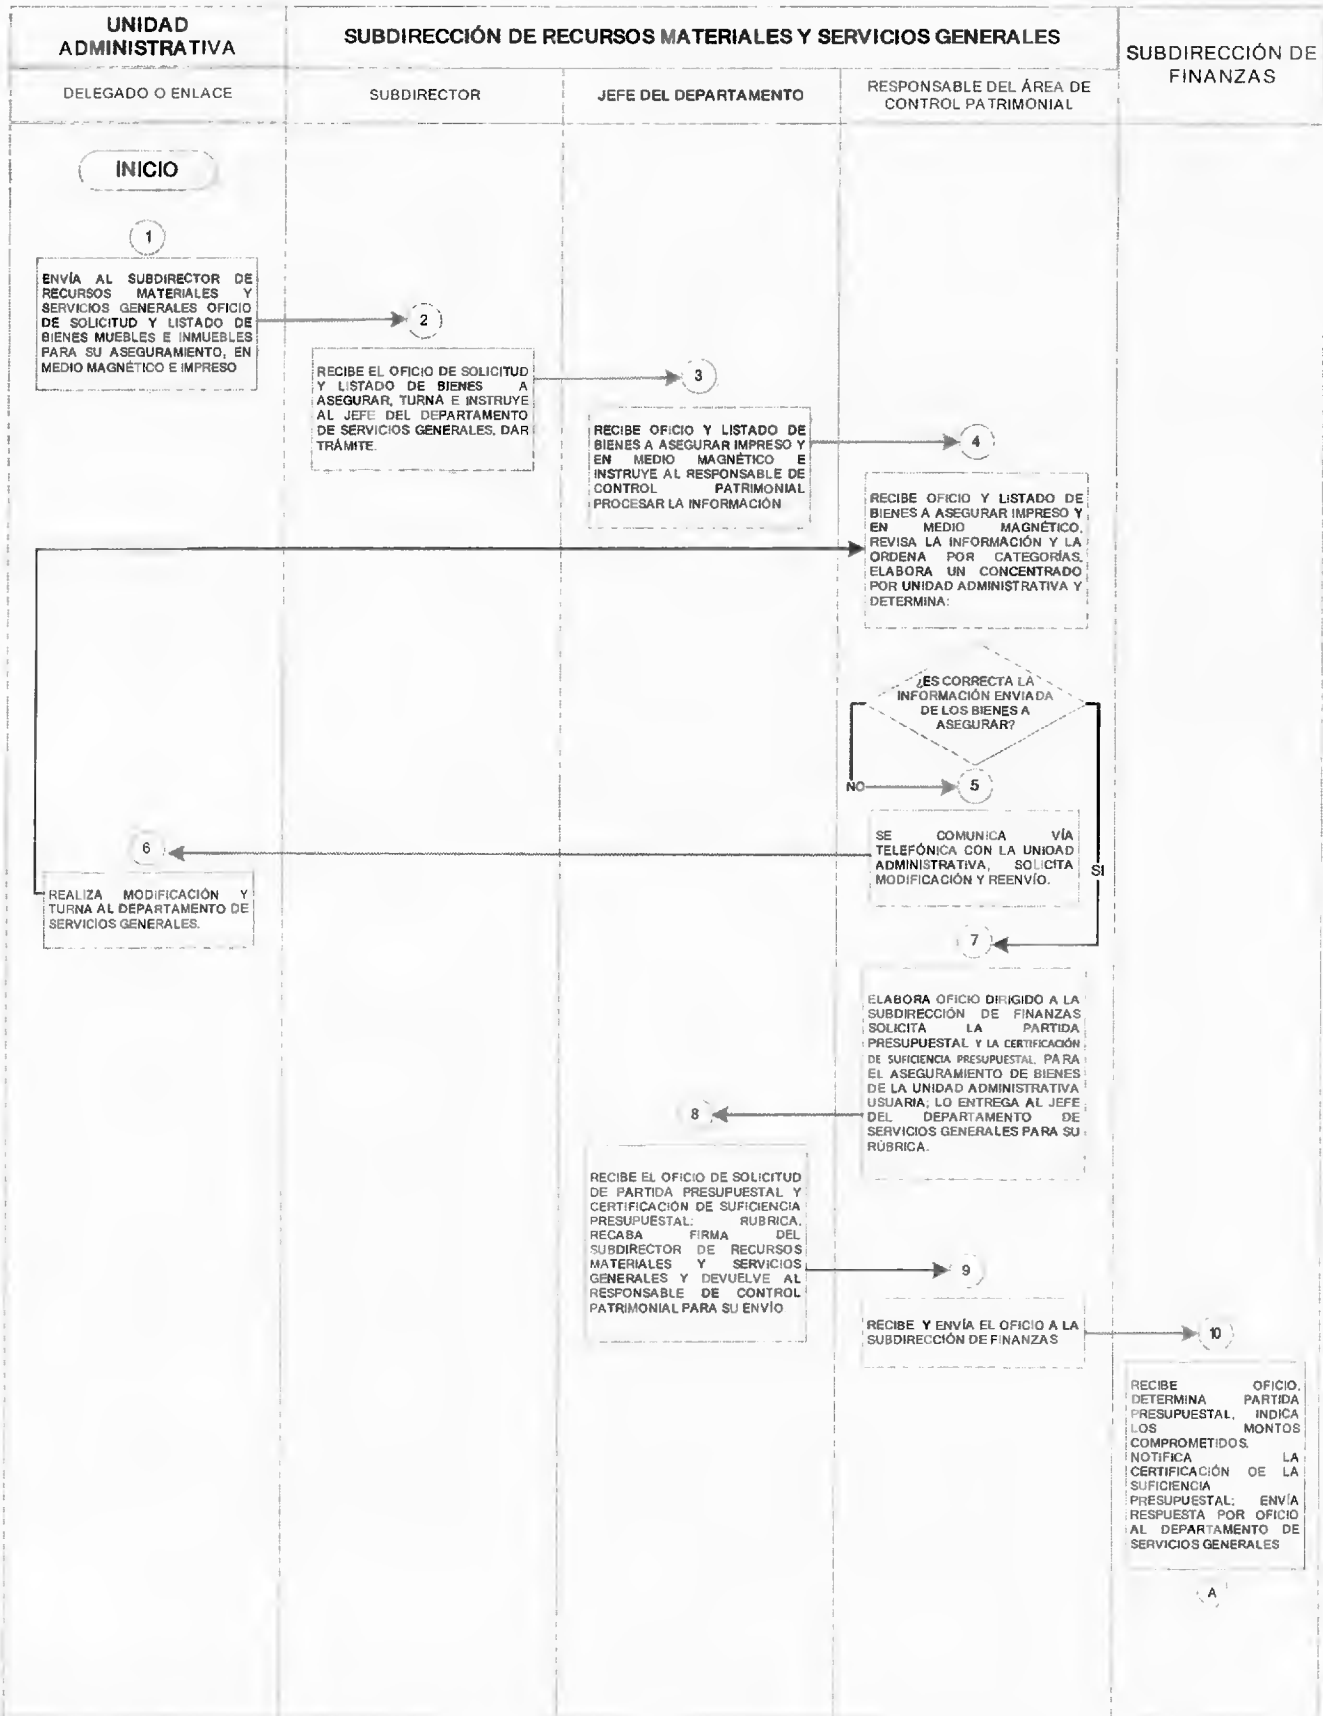 UNIDAD
ADMINISTRATIVA
SUBDIRECCIÓN DE RECURSOS MATERIALES Y SERVICIOS GENERALES
SUBDIRECCIÓN DE
FINANZAS
DELEGADO O ENLACE
SUBDIRECTOR
JEFE DEL DEPARTAMENTO
RESPONSABLE DEL ÁREA DE
CONTROL PATRIMONIAL
INICIO
1
ENVÍA AL SUBDIRECTOR DE
RECURSOS MATERIALES Y
SERVICIOS GENERALES OFICIO
DE SOLICITUD Y LISTADO DE
BIENES MUEBLES E INMUEBLES
PARA SU ASEGURAMIENTO, EN
MEDIO MAGNÉTICO E IMPRESO
2
RECIBE EL OFICIO DE SOLICITUD
Y LISTADO DE BIENES A
ASEGURAR, TURNA E INSTRUYE
AL JEFE DEL DEPARTAMENTO
DE SERVICIOS GENERALES, DAR
TRÁMITE.
3
RECIBE OFICIO Y LISTADO DE
BIENES A ASEGURAR IMPRESO Y
EN MEDIO MAGNÉTICO E
INSTRUYE AL RESPONSABLE DE
CONTROL PATRIMONIAL
PROCESAR LA INFORMACIÓN
4
RECIBE OFICIO Y LISTADO DE
BIENES A ASEGURAR IMPRESO Y
EN MEDIO MAGNÉTICO.
REVISA LA INFORMACIÓN Y LA
ORDENA POR CATEGORÍAS.
ELABORA UN CONCENTRADO
POR UNIDAD ADMINISTRATIVA Y
DETERMINA:
¿ES CORRECTA LA
INFORMACIÓN ENVIADA
DE LOS BIENES A
ASEGURAR?
NO
5
SE COMUNICA VÍA
TELEFÓNICA CON LA UNIDAD
ADMINISTRATIVA, SOLICITA
MODIFICACIÓN Y REENVÍO.
SI
6
REALIZA MODIFICACIÓN Y
TURNA AL DEPARTAMENTO DE
SERVICIOS GENERALES.
7
ELABORA OFICIO DIRIGIDO A LA
SUBDIRECCIÓN DE FINANZAS
SOLICITA LA PARTIDA
PRESUPUESTAL Y LA CERTIFICACIÓN
DE SUFICIENCIA PRESUPUESTAL, PARA
EL ASEGURAMIENTO DE BIENES
DE LA UNIDAD ADMINISTRATIVA
USUARIA; LO ENTREGA AL JEFE
DEL DEPARTAMENTO DE
SERVICIOS GENERALES PARA SU
RÚBRICA.
8
RECIBE EL OFICIO DE SOLICITUD
DE PARTIDA PRESUPUESTAL Y
CERTIFICACIÓN DE SUFICIENCIA
PRESUPUESTAL; RUBRICA,
RECABA FIRMA DEL
SUBDIRECTOR DE RECURSOS
MATERIALES Y SERVICIOS
GENERALES Y DEVUELVE AL
RESPONSABLE DE CONTROL
PATRIMONIAL PARA SU ENVÍO
9
RECIBE Y ENVÍA EL OFICIO A LA
SUBDIRECCIÓN DE FINANZAS
10
RECIBE OFICIO,
DETERMINA PARTIDA
PRESUPUESTAL, INDICA
LOS MONTOS
COMPROMETIDOS.
NOTIFICA LA
CERTIFICACIÓN DE LA
SUFICIENCIA
PRESUPUESTAL; ENVÍA
RESPUESTA POR OFICIO
AL DEPARTAMENTO DE
SERVICIOS GENERALES
A